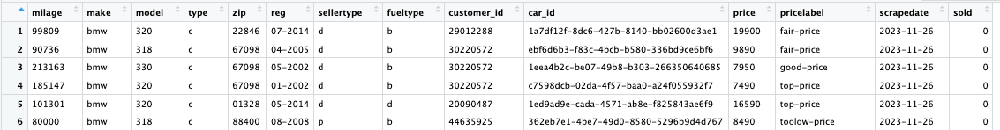 milage make model type zip reg sellertype fueltype customer_id car_id price pricelabel scrapedate sold
1 99809 bmw 320 c 22846 07-2014 d b 29012288 1a7df12f-8dc6-427b-8140-bb02600d3ae1 19900 fair-price 2023-11-26 0
2 90736 bmw 318 c 67098 04-2005 d b 30220572 ebf6d6b3-f83c-4bcb-b580-336bd9ce6bf6 9890 fair-price 2023-11-26 0
3 213163 bmw 330 c 67098 05-2002 d b 30220572 1eea4b2c-be07-49b8-b303-266350640685 7950 good-price 2023-11-26 0
4 185147 bmw 320 c 67098 01-2002 d b 30220572 c7598dcb-02da-4f57-baa0-a24f055932f7 7490 top-price 2023-11-26 0
5 101301 bmw 320 c 01328 05-2014 d d 20090487 1ed9ad9e-cada-4571-ab8e-f825843ae6f9 16590 top-price 2023-11-26 0
6 80000 bmw 318 c 88400 08-2008 p b 44635925 362eb7e1-4be7-49d0-8580-5296b9d4d767 8490 toolow-price 2023-11-26 0